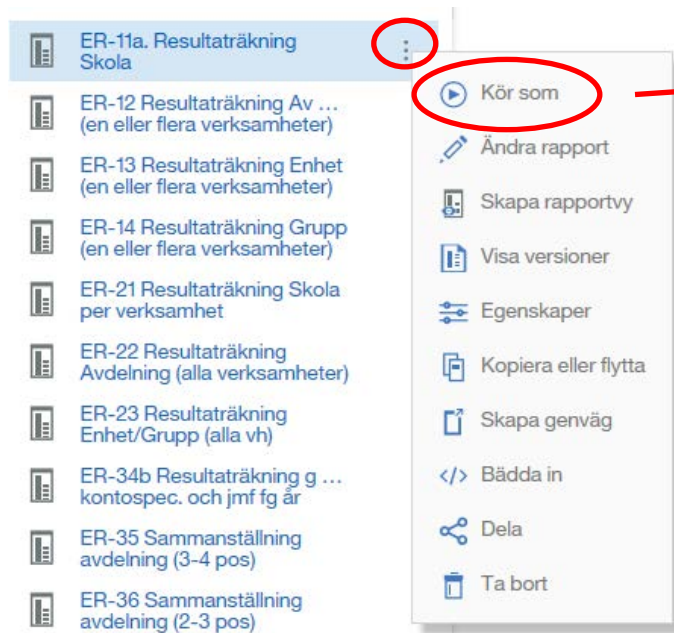 ER-11a. Resultaträkning
Skola
ER-12 Resultaträkning Av ...
(en eller flera verksamheter)
ER-13 Resultaträkning Enhet
(en eller flera verksamheter)
ER-14 Resultaträkning Grupp
(en eller flera verksamheter)
ER-21 Resultaträkning Skola
per verksamhet
ER-22 Resultaträkning
Avdelning (alla verksamheter)
ER-23 Resultaträkning
Enhet/Grupp (alla vh)
ER-34b Resultaträkning g ...
kontospec. och jmf fg år
ER-35 Sammanställning
avdelning (3-4 pos)
ER-36 Sammanställning
avdelning (2-3 pos)
Kör som
Ändra rapport
Skapa rapportvy
Visa versioner
Egenskaper
Kopiera eller flytta
Skapa genväg
Bädda in
Dela
Ta bort